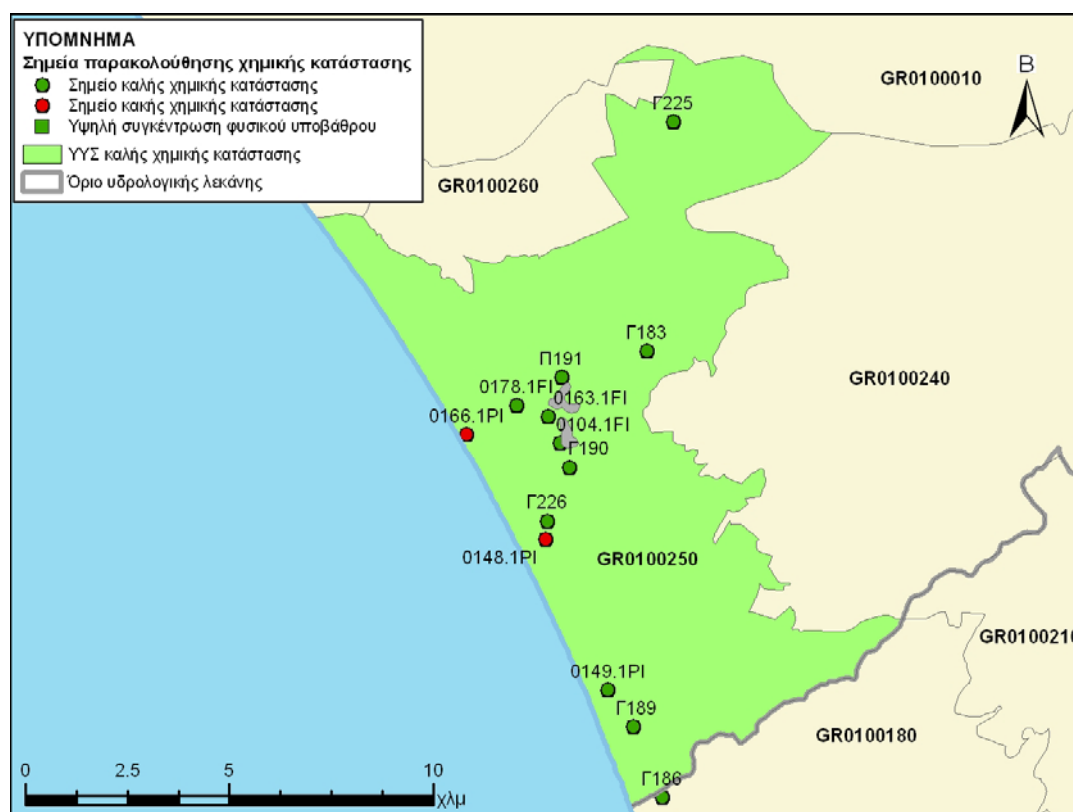 ΥΠΟΜΝΗΜΑ
Σημεία παρακολούθησης χημικής κατάστασης
Σημείο καλής χημικής κατάστασης
Σημείο κακής χημικής κατάστασης
Υψηλή συγκέντρωση φυσικού υποβάθρου
ΥΥΣ καλής χημικής κατάστασης
Όριο υδρολογικής λεκάνης
GR0100010
Β
Γ225
GR0100260
Γ183
Π191
GR0100240
0178.1FI
0163.1FI
0166.1PI
0104.1FI
Γ190
Γ226
0148.1PI
GR0100250
GR0100210
0149.1PI
Γ189
GR0100180
Γ186
0 2.5 5 10
χλμ